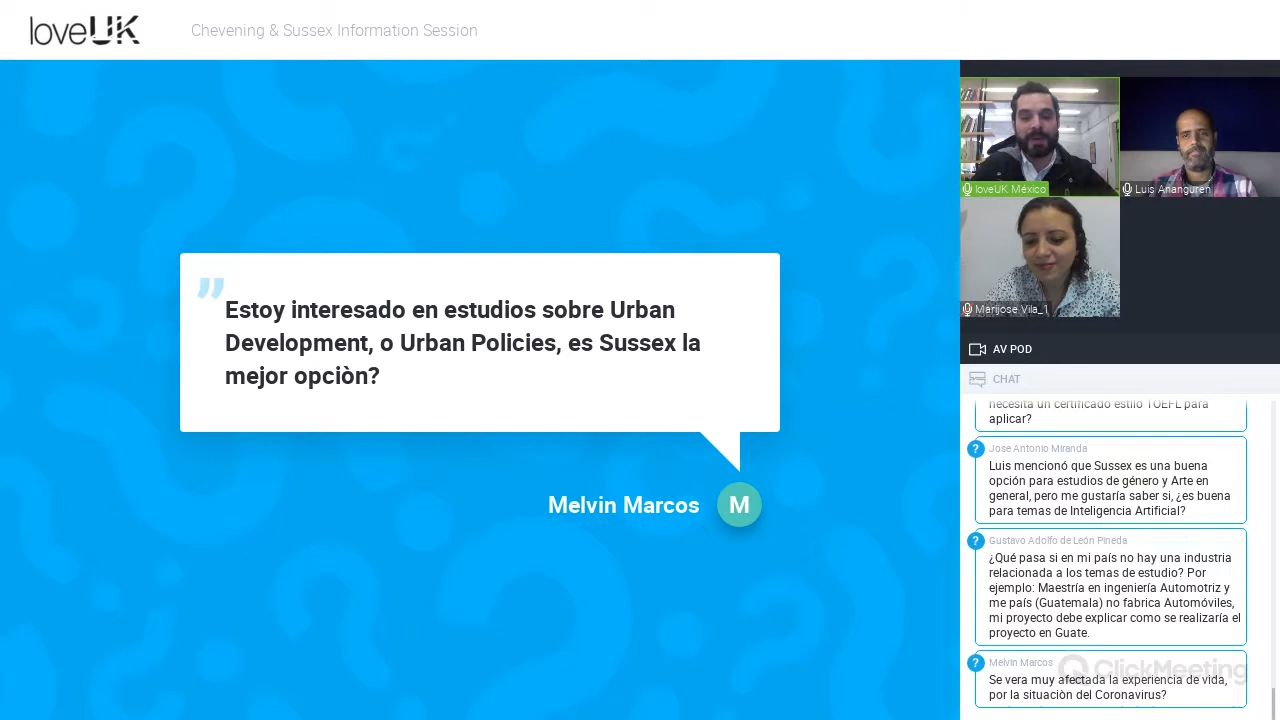 loveUK
Chevening & Sussex Information Session
Estoy interesado en estudios sobre Urban
Development, o Urban Policies, es Sussex la
mejor opciòn?
Melvin Marcos
M
loveUK México
Luis Ananguren
Marijose Vila_1
AV POD
CHAT
necesita un certificado estilo TOEFL para
aplicar?
?
Jose Antonio Miranda
Luis mencionó que Sussex es una buena
opción para estudios de género y Arte en
general, pero me gustaría saber si, ¿es buena
para temas de Inteligencia Artificial?
?
Gustavo Adolfo de León Pineda
¿Qué pasa si en mi país no hay una industria
relacionada a los temas de estudio? Por
ejemplo: Maestría en ingeniería Automotriz y
me país (Guatemala) no fabrica Automóviles,
mi proyecto debe explicar como se realizaría el
proyecto en Guate.
?
Melvin Marcos
ClickMeeting
Se vera muy afectada la experiencia de vida,
por la situaciòn del Coronavirus?